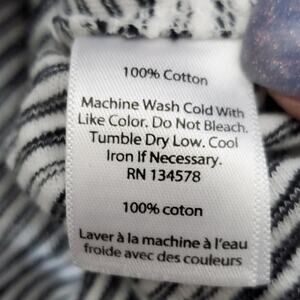 100% Cotton
Machine Wash Cold With
Like Color. Do Not Bleach.
Tumble Dry Low. Cool
Iron If Necessary.
RN 134578
100% coton
Laver à la machine à l'eau
froide avec des couleurs